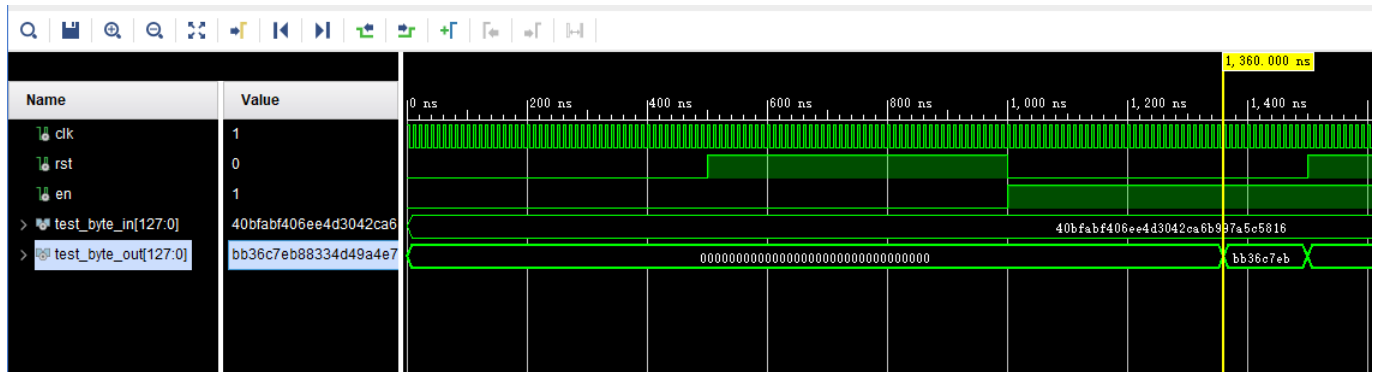 1,360.000 ns
Name Value
0 ns 200 ns 400 ns 600 ns 800 ns 1,000 ns 1,200 ns 1,400 ns
clk 1
rst 0
en 1
test_byte_in[127:0] 40bfabf406ee4d3042ca6 40bfabf406ee4d3042ca6b997a5c5816
test_byte_out[127:0] bb36c7eb88334d49a4e7 00000000000000000000000000000000 bb36c7eb